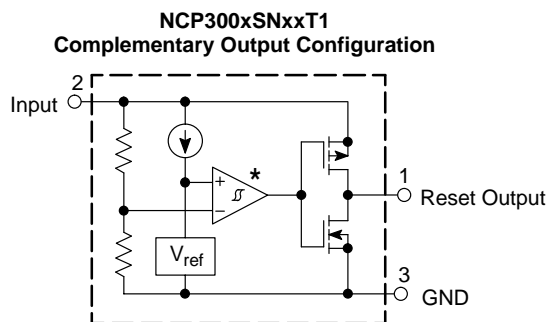 NCP300xSNxxT1
Complementary Output Configuration
2
Input
*
+
−
1
Reset Output
Vref
3
GND